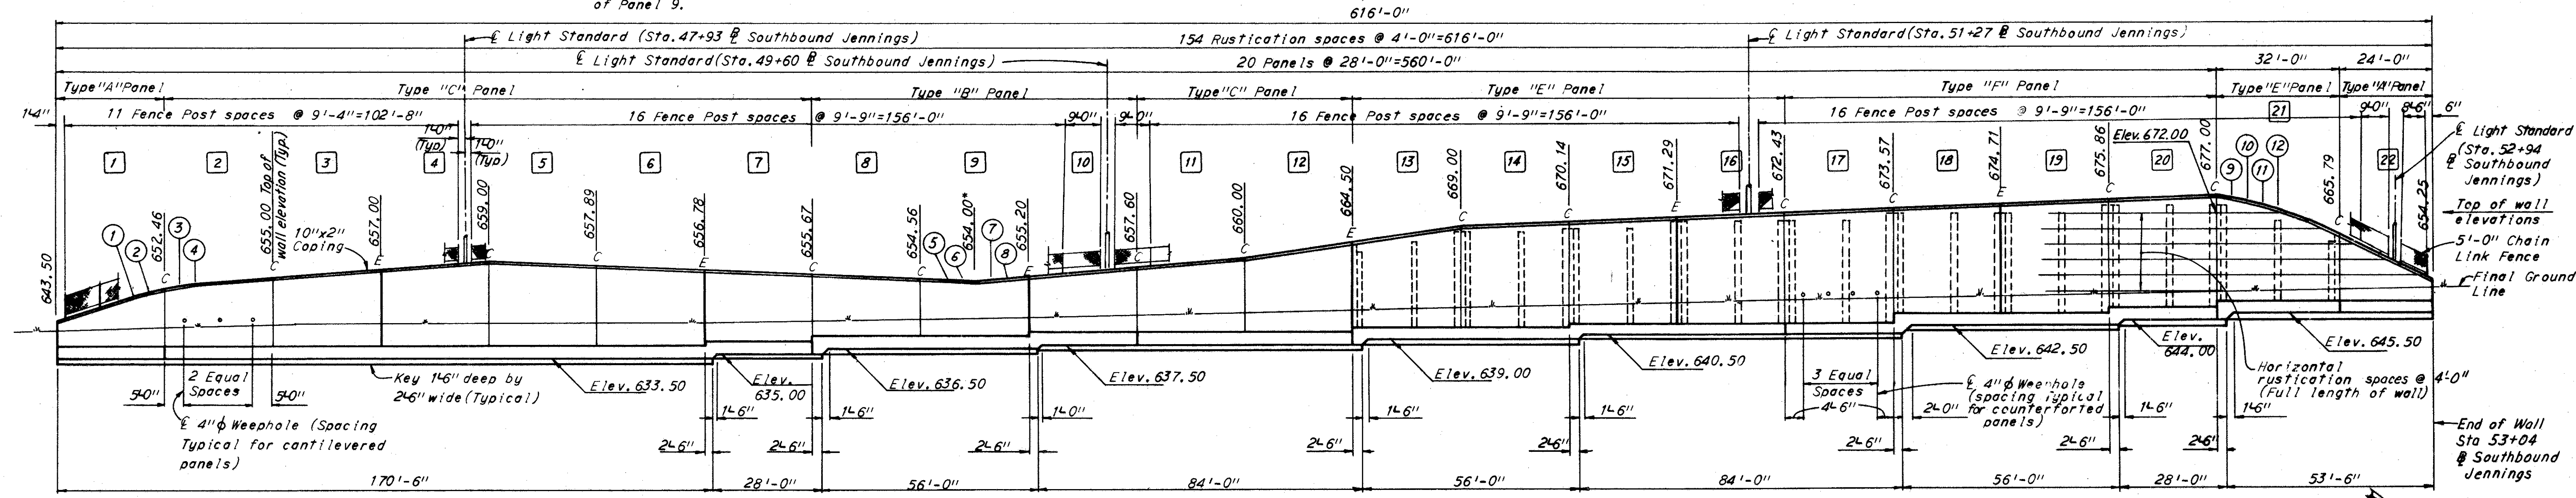 of Panel 9.
616'-0"
℄ Light Standard (Sta.47+93 ⅊ Southbound Jennings)
154 Rustication spaces @ 4'-0"=616'-0"
℄ Light Standard(Sta.51+27 ⅊ Southbound Jennings)
℄ Light Standard(Sta.49+60 ⅊ Southbound Jennings)
20 Panels @ 28'-0"=560'-0"
32'-0"
24'-0"
Type "A" Panel
Type "C" Panel
Type "B" Panel
Type "C" Panel
Type "E" Panel
Type "F" Panel
Type "E" Panel
Type "A" Panel
1'-4"
11 Fence Post spaces @ 9'-4"=102'-8"
1'-0"
(Typ)
1'-0"
(Typ)
16 Fence Post spaces @ 9'-9"=156'-0"
9'-0"
9'-0"
16 Fence Post spaces @ 9'-9"=156'-0"
16 Fence Post spaces @ 9'-9"=156'-0"
9'-0"
8'-6"
6"
1 2 3 4 5 6 7 8 9 10 11 12 13 14 15 16 17 18 19 20 21 22
643.50
652.46
655.00 Top of
wall elevation (Typ)
657.00
659.00
657.89
656.78
655.67
654.56
654.00*
655.20
657.60
660.00
664.50
669.00
670.14
671.29
672.43
673.57
674.71
675.86
Elev. 672.00
677.00
665.79
654.25
℄ Light Standard
(Sta. 52+94
⅊ Southbound
Jennings)
Top of wall
elevations
5'-0" Chain
Link Fence
Final Ground
Line
1 2 3 4 5 6 7 8 9 10 11 12
C C E C C E C C E C C E C C E C C E C C C
10"x2"
Coping
5'-0"
2 Equal
Spaces
5'-0"
Key 1'-6" deep by
2'-6" wide (Typical)
℄ 4"φ Weephole (Spacing
Typical for cantilevered
panels)
Elev. 633.50
Elev.
635.00
Elev. 636.50
Elev. 637.50
Elev. 639.00
Elev. 640.50
Elev. 642.50
Elev.
644.00
Elev. 645.50
3 Equal
Spaces
4'-6"
℄ 4"φ Weephole
(spacing typical
for counterforted
panels)
Horizontal
rustication spaces @ 4'-0"
(Full length of wall)
1'-6"
1'-6"
1'-0"
1'-6"
1'-6"
2'-0"
1'-6"
1'-6"
2'-6"
2'-6"
2'-6"
2'-6"
2'-6"
2'-6"
2'-6"
2'-6"
End of Wall
Sta 53+04
⅊ Southbound
Jennings
170'-6"
28'-0"
56'-0"
84'-0"
56'-0"
84'-0"
56'-0"
28'-0"
53'-6"